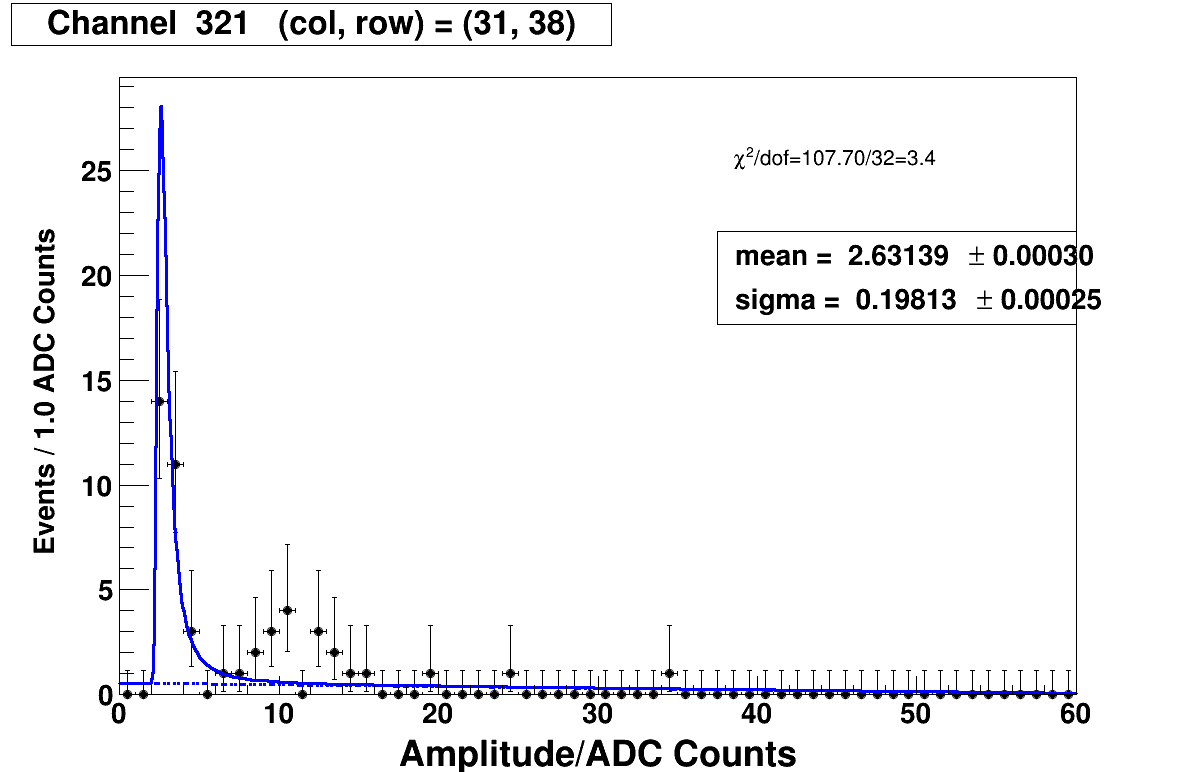 Channel 321 (col, row) = (31, 38)
χ²/dof=107.70/32=3.4
mean = 2.63139 ± 0.00030
sigma = 0.19813 ± 0.00025
Events / 1.0 ADC Counts
25
20
15
10
5
0
0 10 20 30 40 50 60
Amplitude/ADC Counts